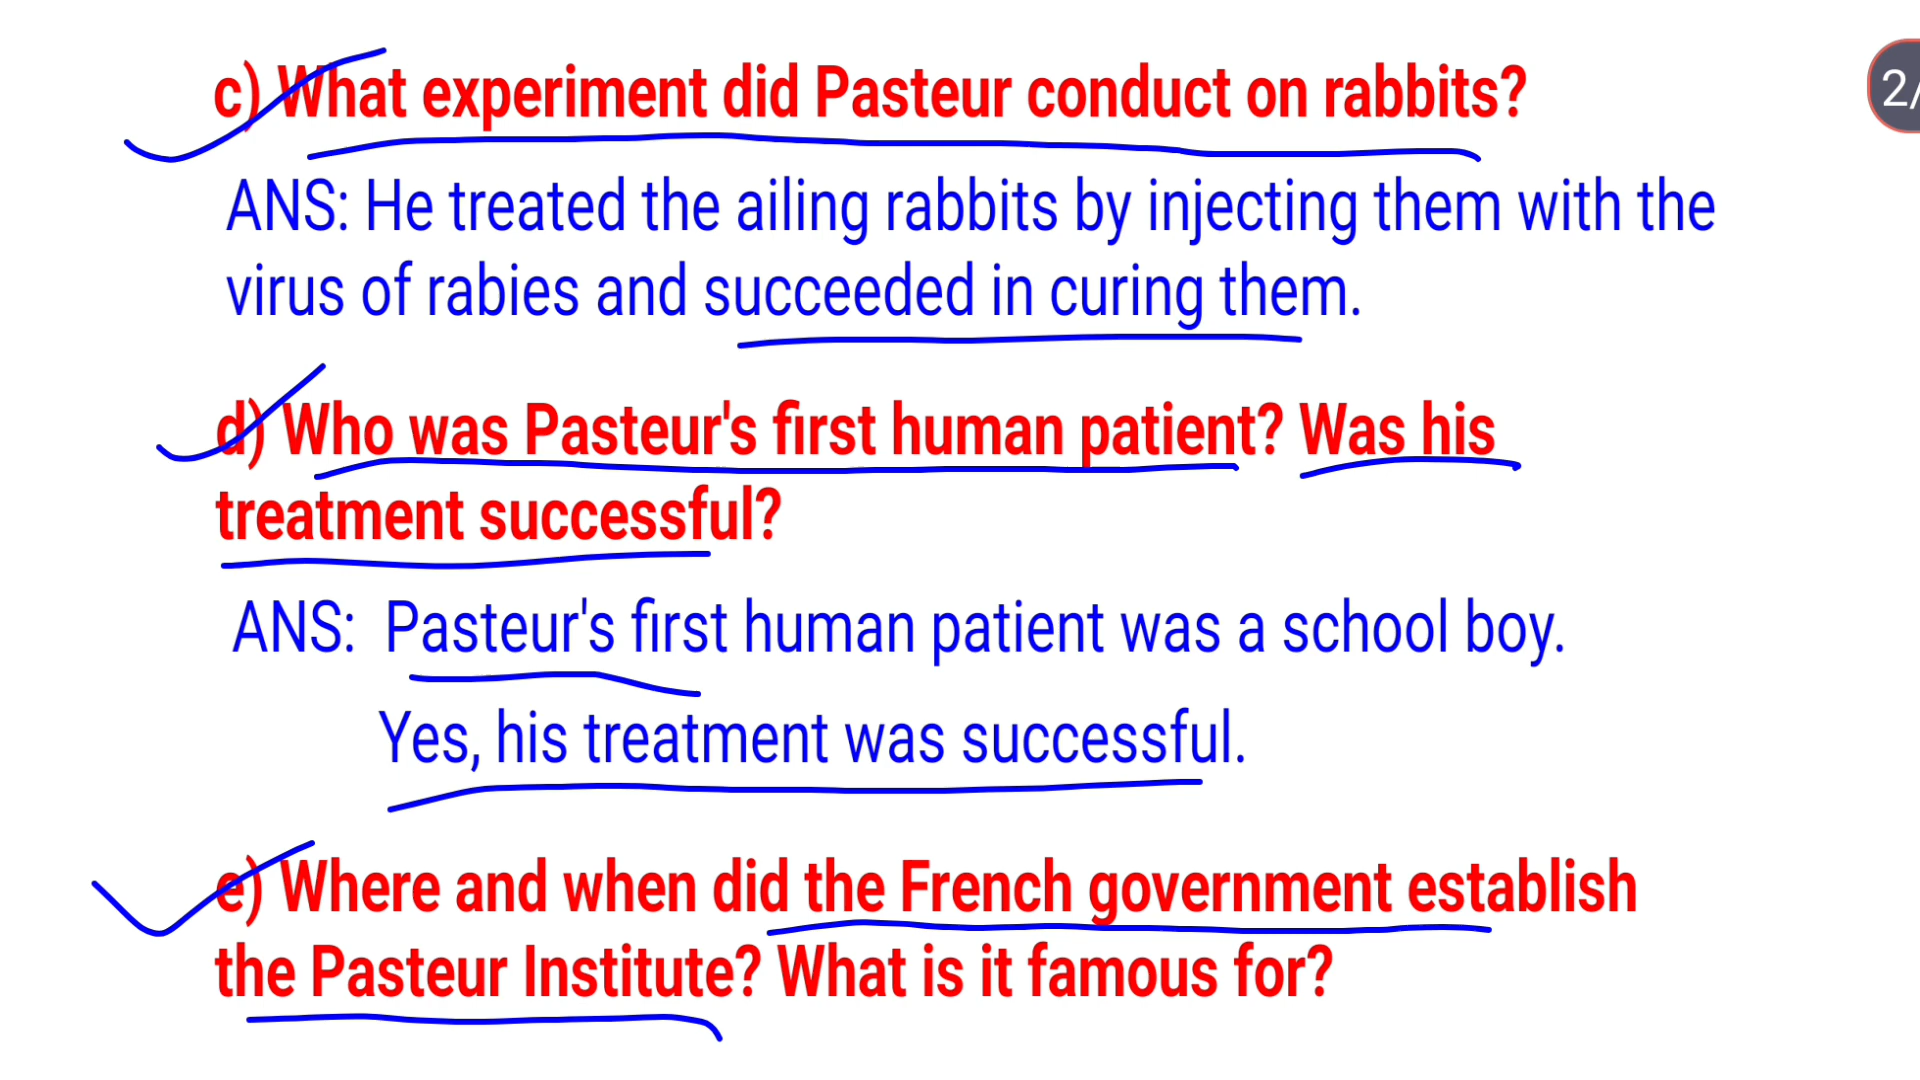 c) What experiment did Pasteur conduct on rabbits?
2/
ANS: He treated the ailing rabbits by injecting them with the
virus of rabies and succeeded in curing them.
d) Who was Pasteur's first human patient? Was his
treatment successful?
ANS: Pasteur's first human patient was a school boy.
Yes, his treatment was successful.
e) Where and when did the French government establish
the Pasteur Institute? What is it famous for?